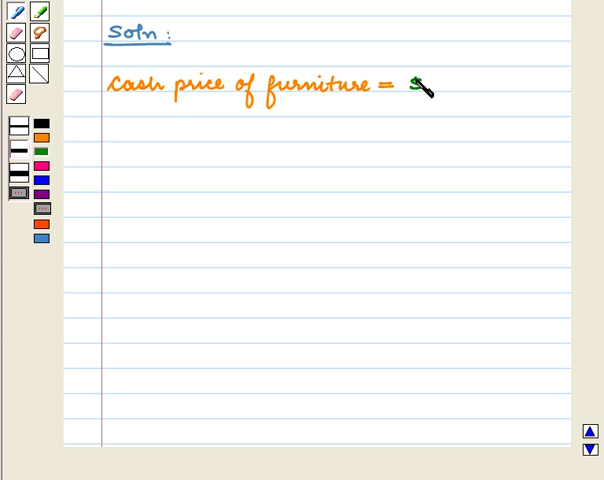 Soln :
Cash price of furniture =